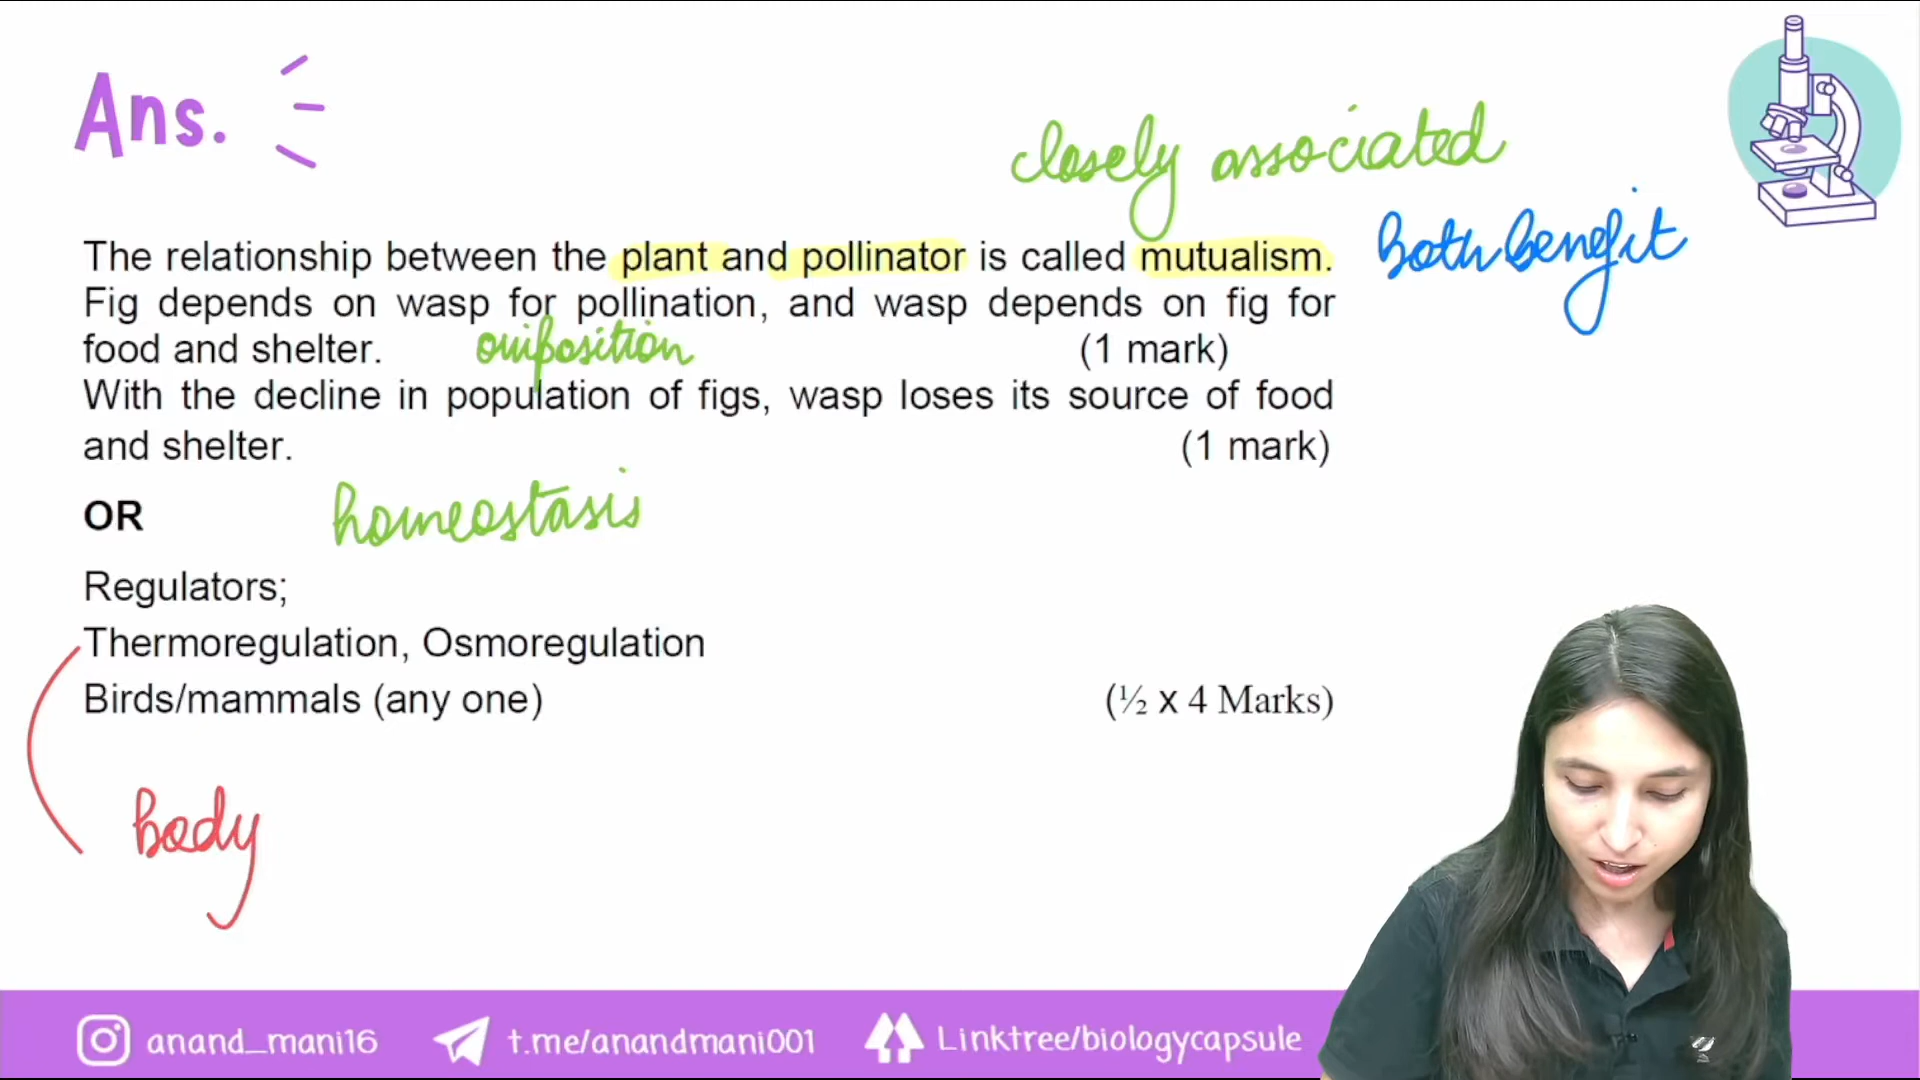 Ans.
closely associated
both benefit
The relationship between the plant and pollinator is called mutualism.
Fig depends on wasp for pollination, and wasp depends on fig for
food and shelter. oviposition (1 mark)
With the decline in population of figs, wasp loses its source of food
and shelter. (1 mark)
OR homeostasis
Regulators;
Thermoregulation, Osmoregulation
Birds/mammals (any one) (½ x 4 Marks)
body
anand_mani16 t.me/anandmani001 Linktree/biologycapsule